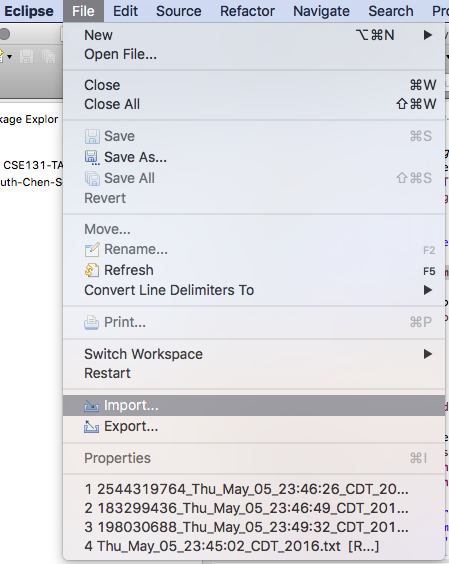 Eclipse File Edit Source Refactor Navigate Search
New ⌥⌘N ▶
Open File...
Close ⌘W
Close All ⇧⌘W
kage Explor
Save ⌘S
Save As...
CSE131-TA
Save All ⇧⌘S
uth-Chen-S
Revert
Move...
Rename... F2
Refresh F5
Convert Line Delimiters To ▶
Print... ⌘P
Switch Workspace ▶
Restart
Import...
Export...
Properties ⌘I
1 2544319764_Thu_May_05_23:46:26_CDT_20...
2 183299436_Thu_May_05_23:46:49_CDT_201...
3 198030688_Thu_May_05_23:49:32_CDT_201...
4 Thu_May_05_23:45:02_CDT_2016.txt [R...]